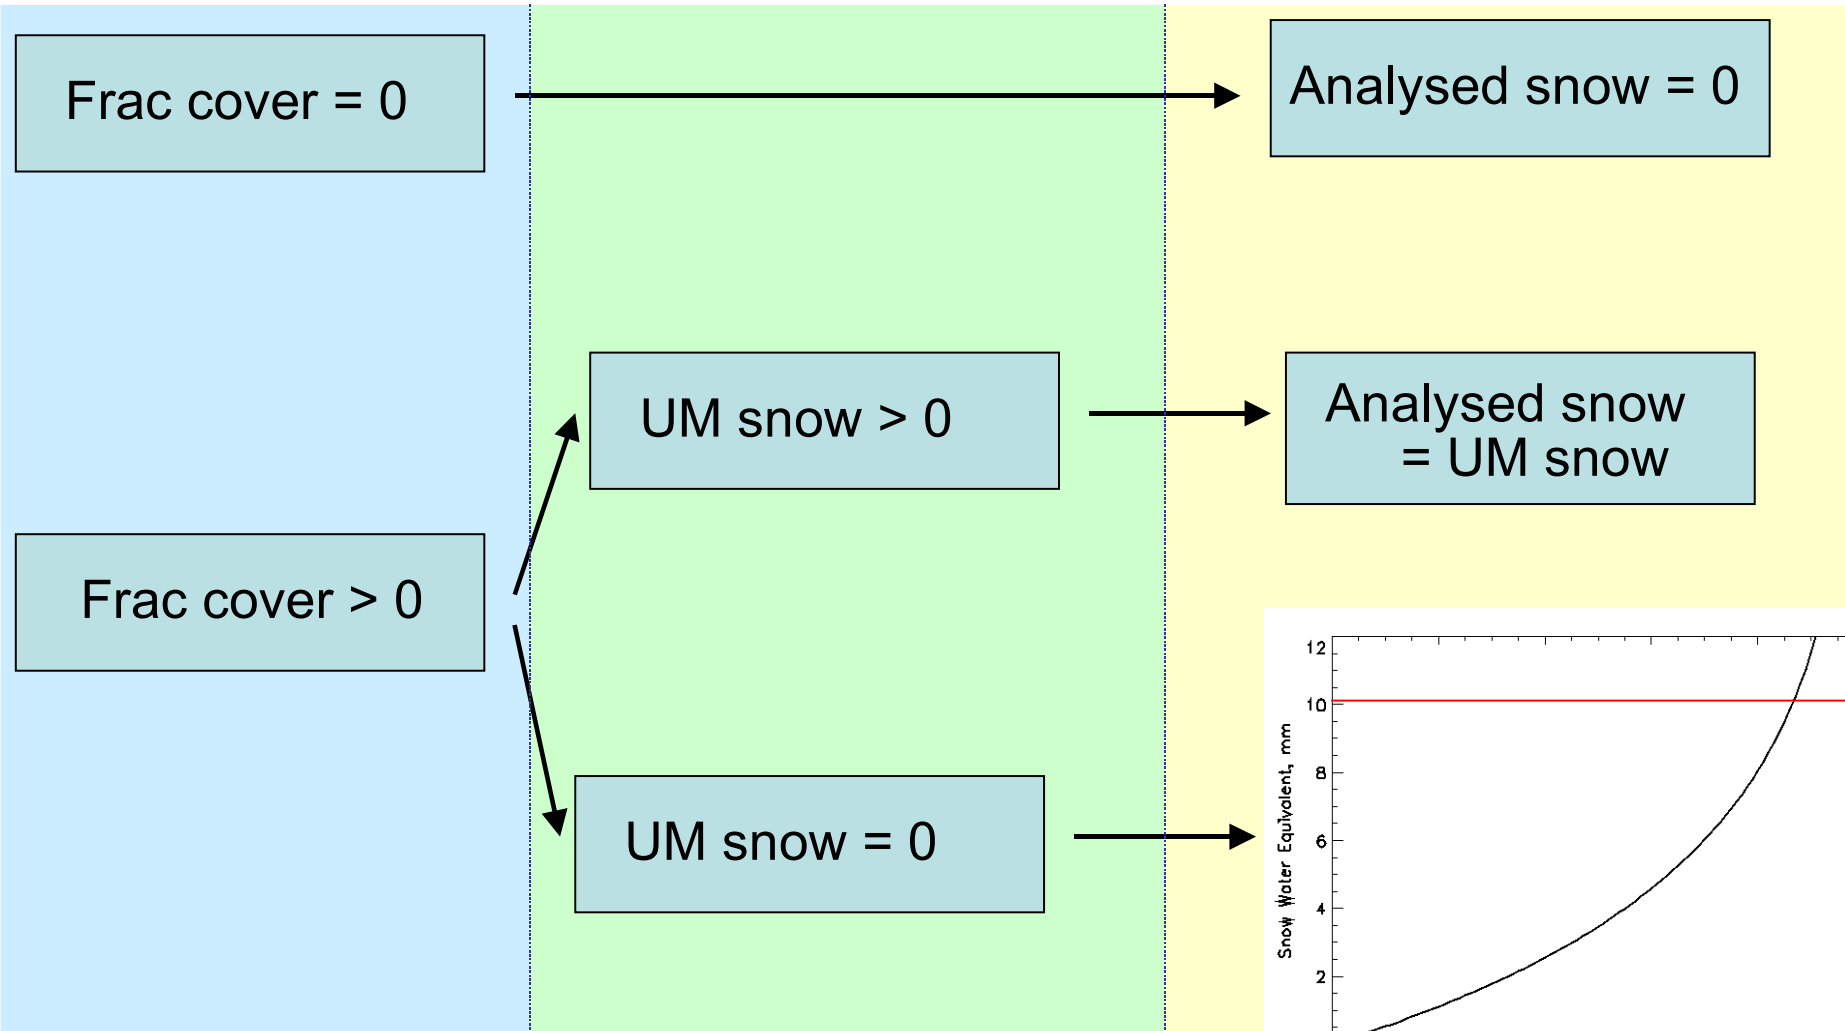 Frac cover = 0
Analysed snow = 0
UM snow > 0
Analysed snow
= UM snow
Frac cover > 0
UM snow = 0
12
10
8
6
4
2
Snow Water Equivalent, mm